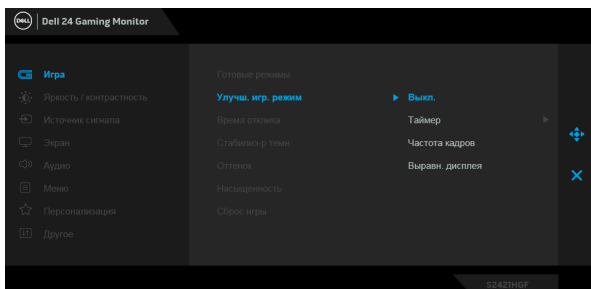 DELL
Dell 24 Gaming Monitor
Игра
Яркость / контрастность
Источник сигнала
Экран
Аудио
Меню
Персонализация
Другое
Готовые режимы
Улучш. игр. режим
Время отклика
Стабилиз-р темн.
Оттенок
Насыщенность
Сброс игры
Выкл.
Таймер
Частота кадров
Выравн. дисплея
S2421HGF